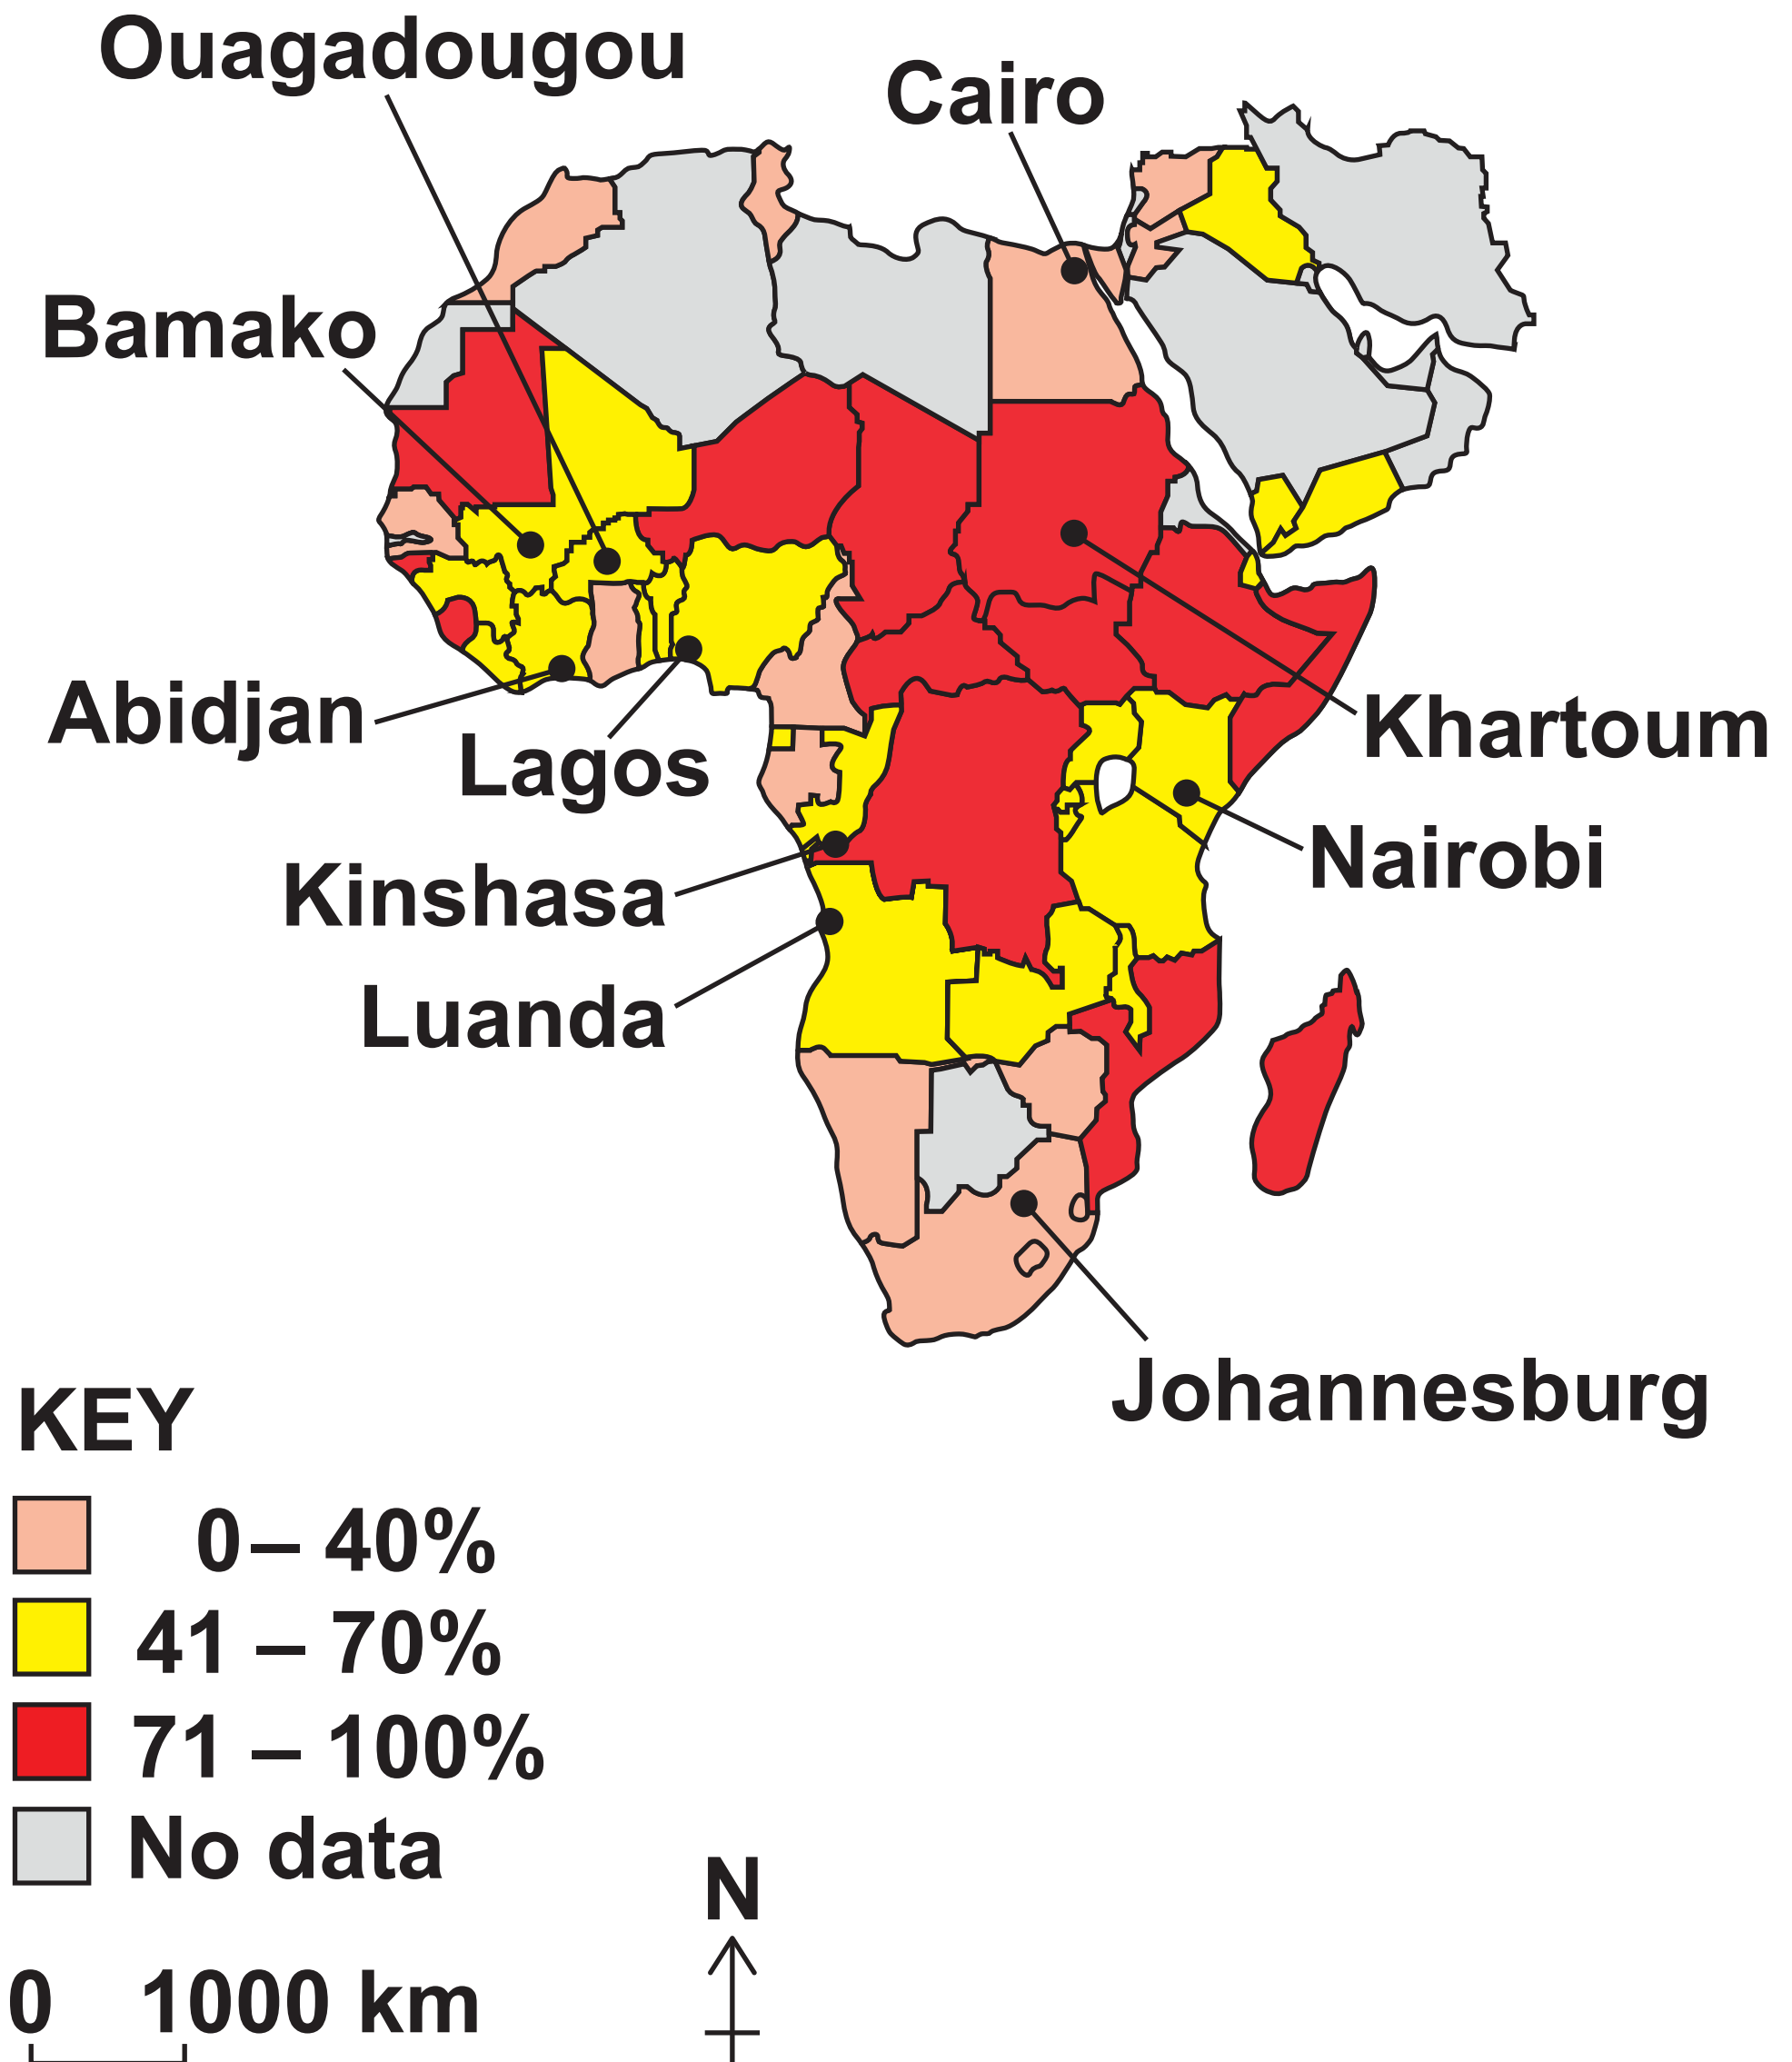 Ouagadougou
Cairo
Bamako
Abidjan
Lagos
Khartoum
Kinshasa
Nairobi
Luanda
Johannesburg
KEY
0 – 40%
41 – 70%
71 – 100%
No data
N
0 1000 km